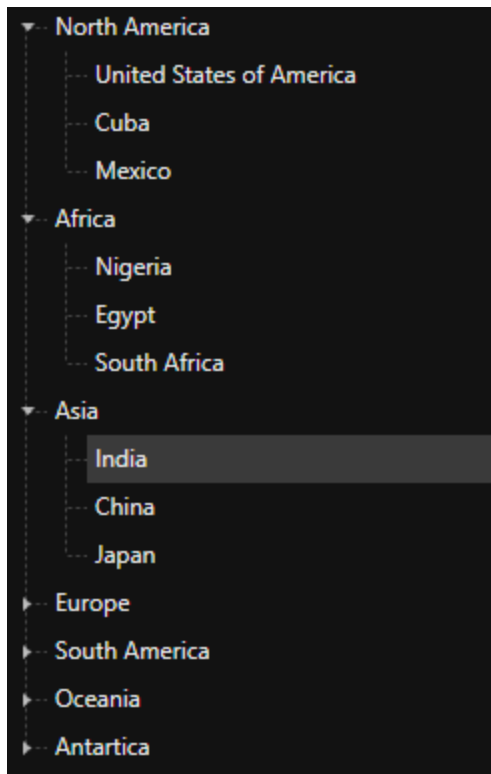 North America
United States of America
Cuba
Mexico
Africa
Nigeria
Egypt
South Africa
Asia
India
China
Japan
Europe
South America
Oceania
Antartica